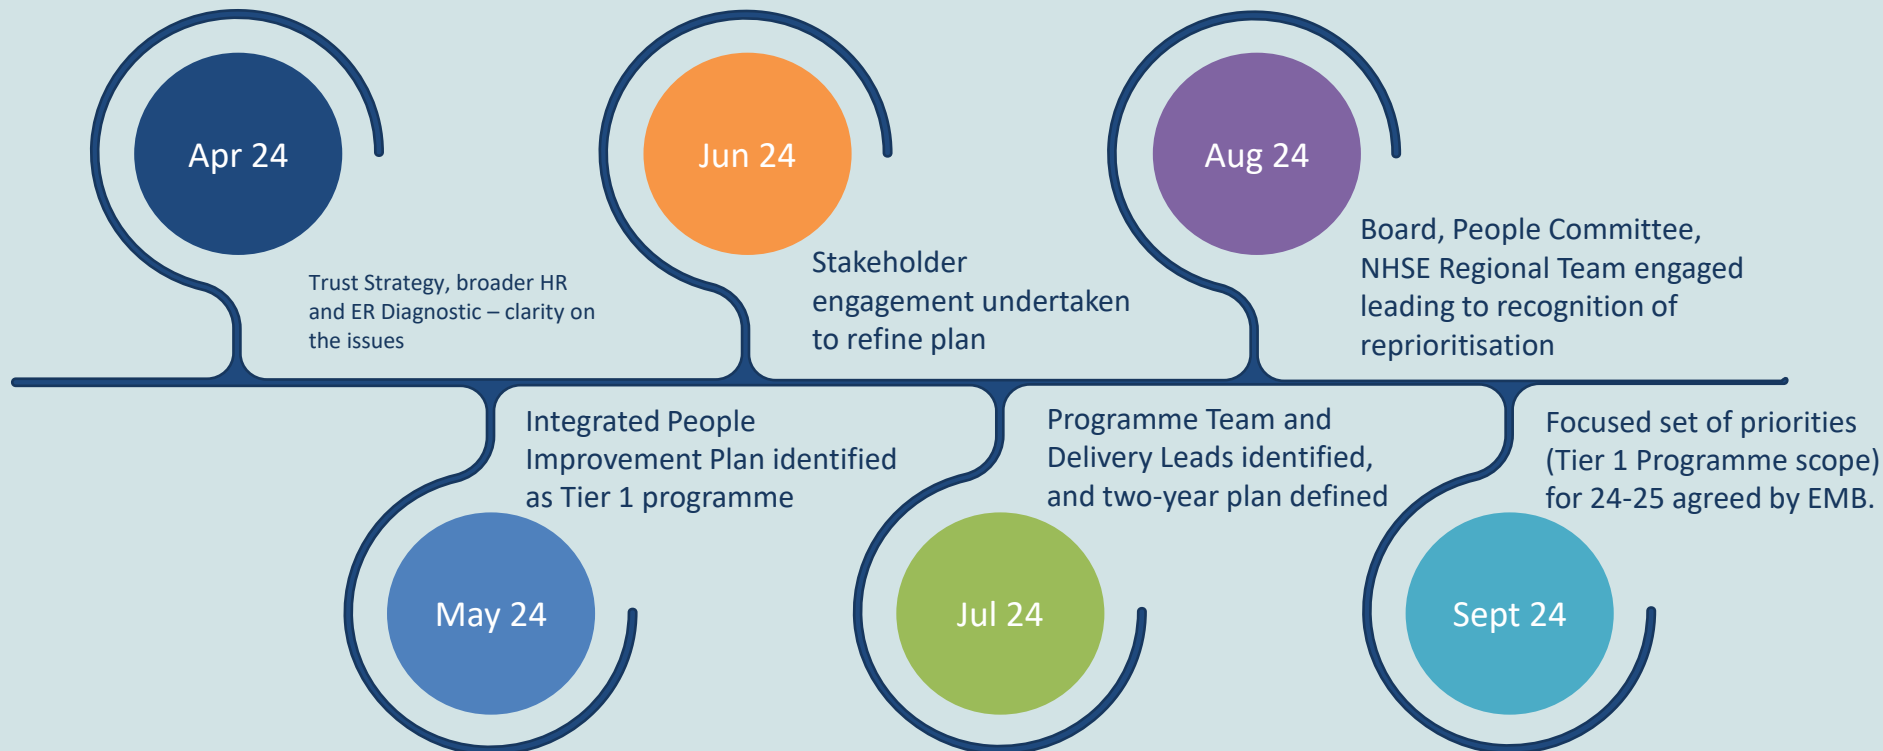 Apr 24
Trust Strategy, broader HR
and ER Diagnostic – clarity on
the issues
May 24
Integrated People
Improvement Plan identified
as Tier 1 programme
Jun 24
Stakeholder
engagement undertaken
to refine plan
Jul 24
Programme Team and
Delivery Leads identified,
and two-year plan defined
Aug 24
Board, People Committee,
NHSE Regional Team engaged
leading to recognition of
reprioritisation
Sept 24
Focused set of priorities
(Tier 1 Programme scope)
for 24-25 agreed by EMB.